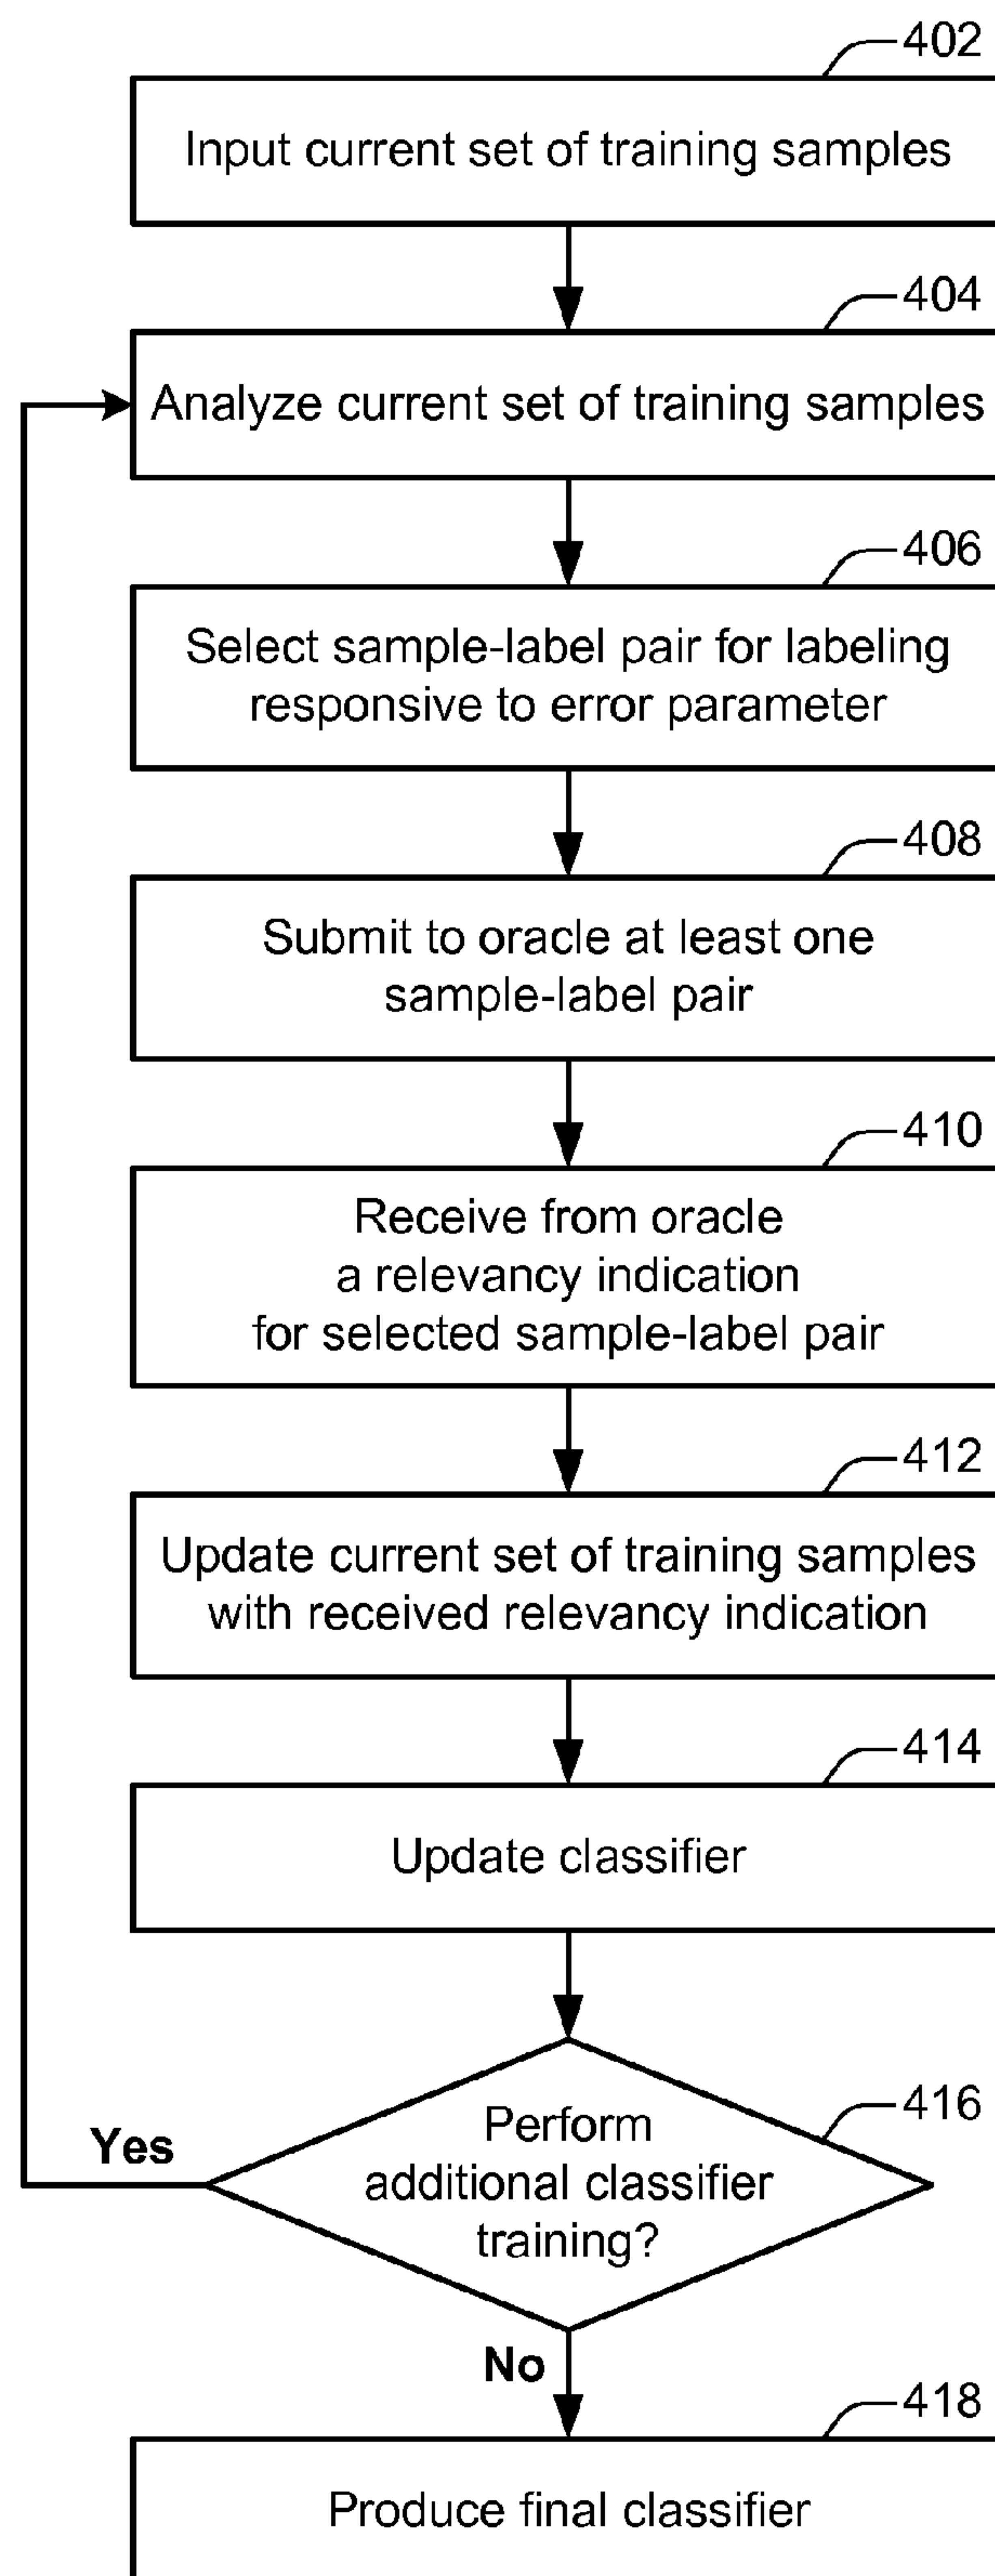 402
Input current set of training samples
404
Analyze current set of training samples
406
Select sample-label pair for labeling
responsive to error parameter
408
Submit to oracle at least one
sample-label pair
410
Receive from oracle
a relevancy indication
for selected sample-label pair
412
Update current set of training samples
with received relevancy indication
414
Update classifier
416
Perform
additional classifier
training?
Yes
No
418
Produce final classifier